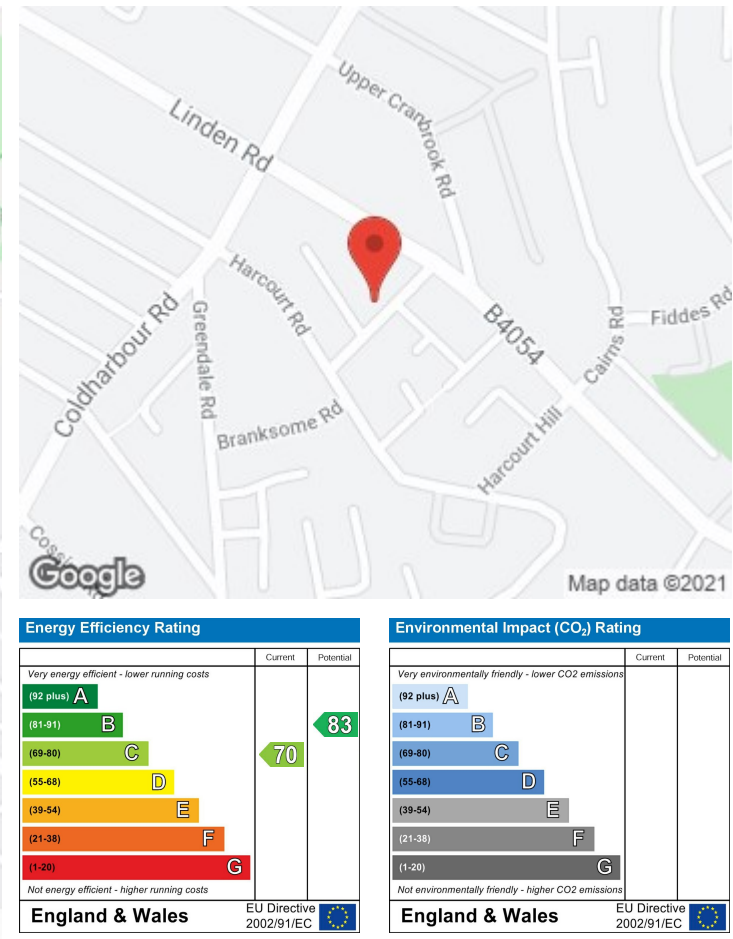 Upper Cranbrook Rd
Linden Rd
Harcourt Rd
Coldharbour Rd
Greendale Rd
B4054
Cairns Rd
Fiddes Rd
Branksome Rd
Harcourt Hill
Google
Map data ©2021
Energy Efficiency Rating
Current Potential
Very energy efficient - lower running costs
(92 plus) A
(81-91) B 83
(69-80) C 70
(55-68) D
(39-54) E
(21-38) F
(1-20) G
Not energy efficient - higher running costs
England & Wales
EU Directive
2002/91/EC
Environmental Impact (CO₂) Rating
Current Potential
Very environmentally friendly - lower CO2 emissions
(92 plus) A
(81-91) B
(69-80) C
(55-68) D
(39-54) E
(21-38) F
(1-20) G
Not environmentally friendly - higher CO2 emissions
England & Wales
EU Directive
2002/91/EC